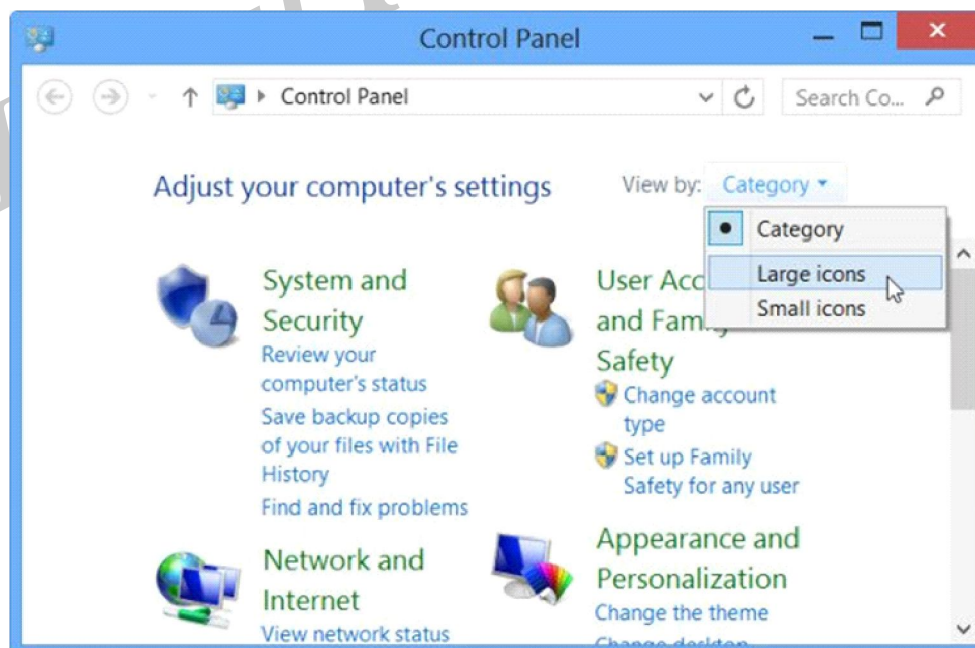 Control Panel
Control Panel
Search Co...
Adjust your computer's settings
View by: Category
Category
Large icons
Small icons
System and
Security
Review your
computer's status
Save backup copies
of your files with File
History
Find and fix problems
User Acc
and Family
Safety
Change account
type
Set up Family
Safety for any user
Network and
Internet
View network status
Appearance and
Personalization
Change the theme
Change desktop